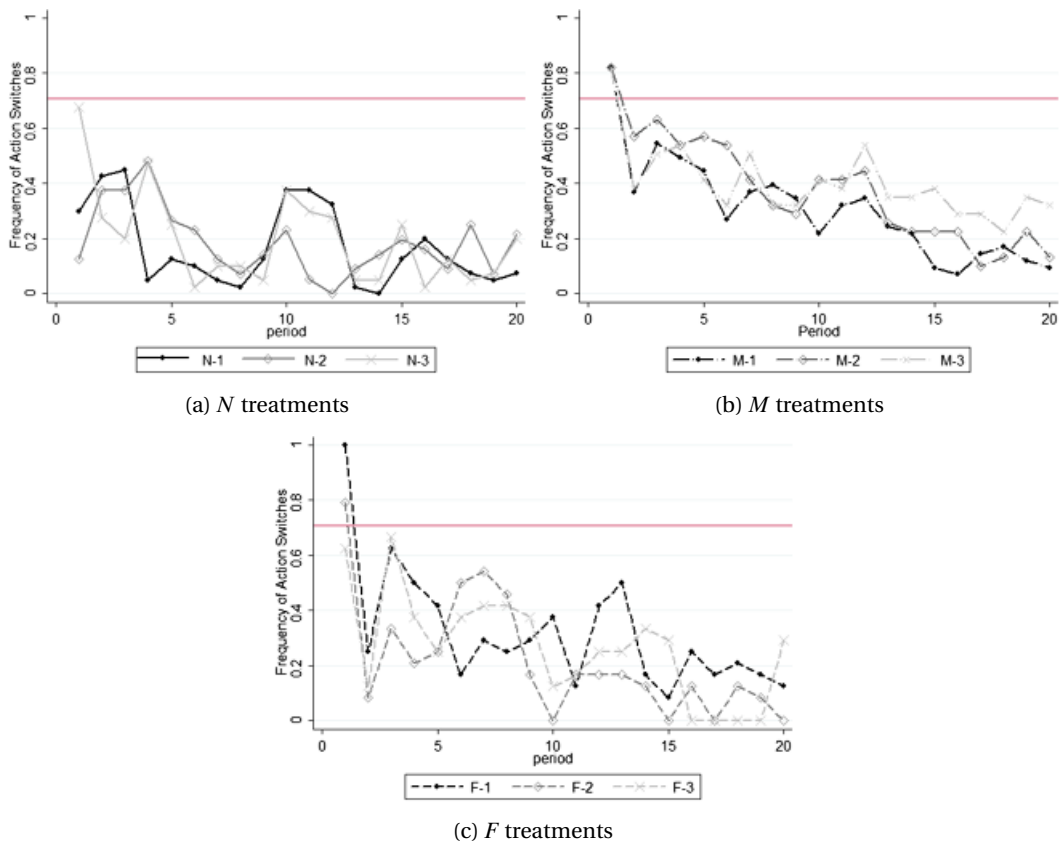 Frequency of Action Switches
0 0.2 0.4 0.6 0.8 1
0 5 10 15 20
period
N-1 N-2 N-3
(a) N treatments
Frequency of Action Switches
0 0.2 0.4 0.6 0.8 1
0 5 10 15 20
Period
M-1 M-2 M-3
(b) M treatments
Frequency of Action Switches
0 0.2 0.4 0.6 0.8 1
0 5 10 15 20
period
F-1 F-2 F-3
(c) F treatments